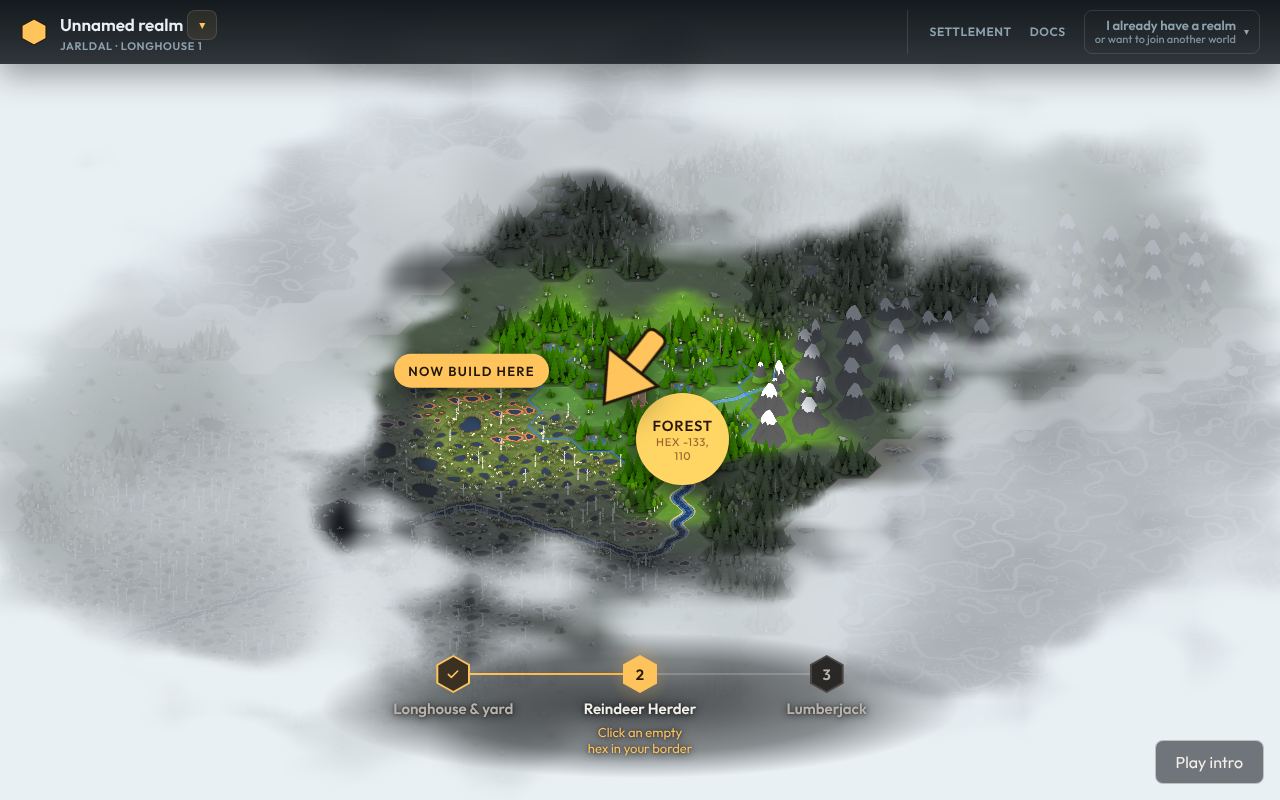 Unnamed realm ▼
JARLDAL · LONGHOUSE 1
SETTLEMENT
DOCS
I already have a realm
or want to join another world ▼
NOW BUILD HERE
FOREST
HEX -133,
110
2
3
Longhouse & yard
Reindeer Herder
Lumberjack
Click an empty
hex in your border
Play intro